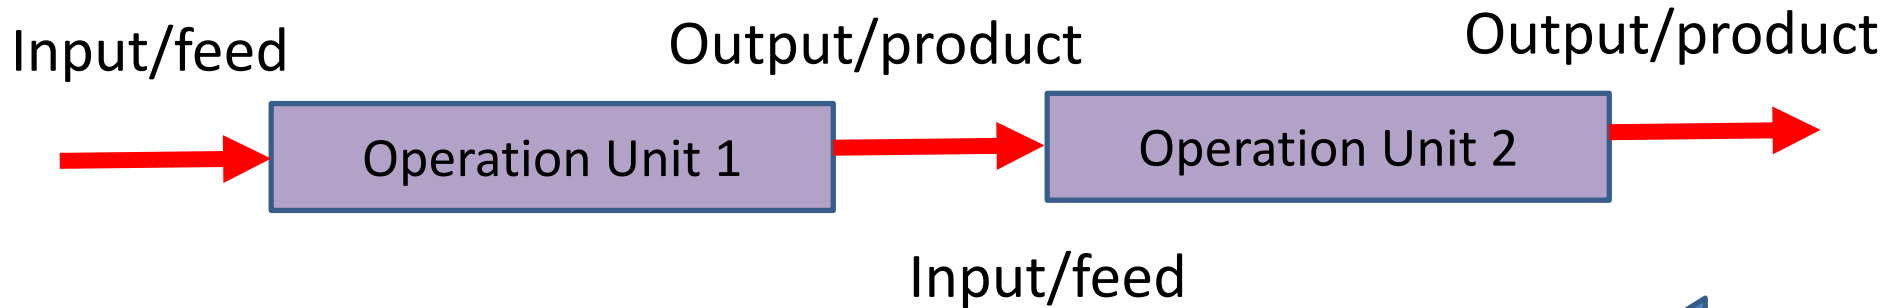 Input/feed
Output/product
Output/product
Operation Unit 1
Operation Unit 2
Input/feed